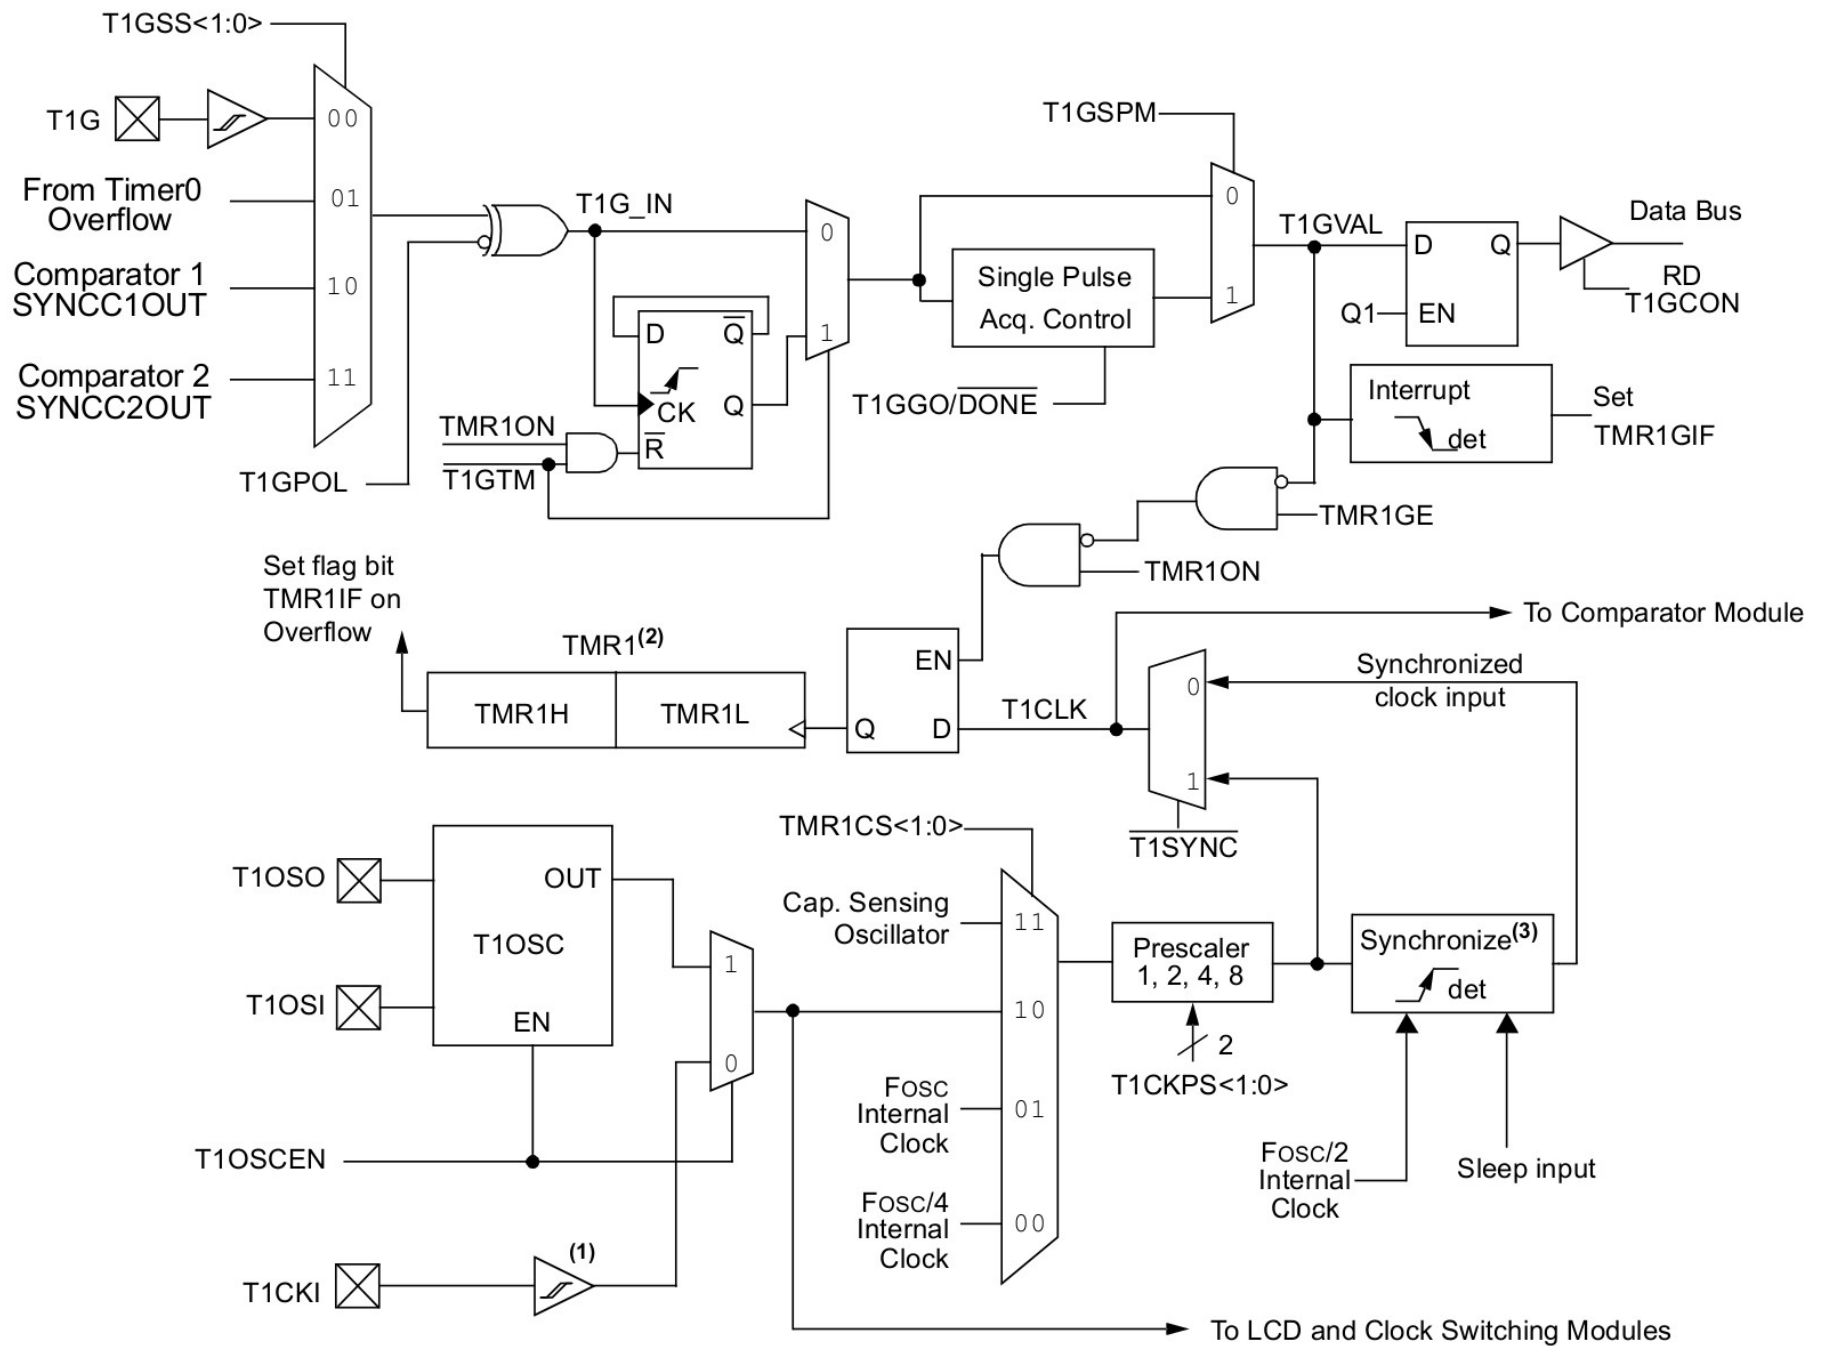 T1GSS<1:0>
T1G
00
From Timer0
Overflow
01
Comparator 1
SYNCC1OUT
10
Comparator 2
SYNCC2OUT
11
T1GPOL
T1G_IN
0
1
D
Q
CK
Q
R
TMR1ON
T1GTM
T1GSPM
0
1
Single Pulse
Acq. Control
T1GGO/DONE
T1GVAL
D
Q
Q1
EN
Data Bus
RD
T1GCON
Interrupt
det
Set
TMR1GIF
TMR1GE
TMR1ON
Set flag bit
TMR1IF on
Overflow
TMR1(2)
TMR1H
TMR1L
EN
Q
D
T1CLK
To Comparator Module
0
1
Synchronized
clock input
T1SYNC
T1OSO
T1OSI
OUT
T1OSC
EN
1
0
T1OSCEN
T1CKI
(1)
TMR1CS<1:0>
Cap. Sensing
Oscillator
11
10
FOSC
Internal
Clock
01
FOSC/4
Internal
Clock
00
Prescaler
1, 2, 4, 8
2
T1CKPS<1:0>
Synchronize(3)
det
FOSC/2
Internal
Clock
Sleep input
To LCD and Clock Switching Modules